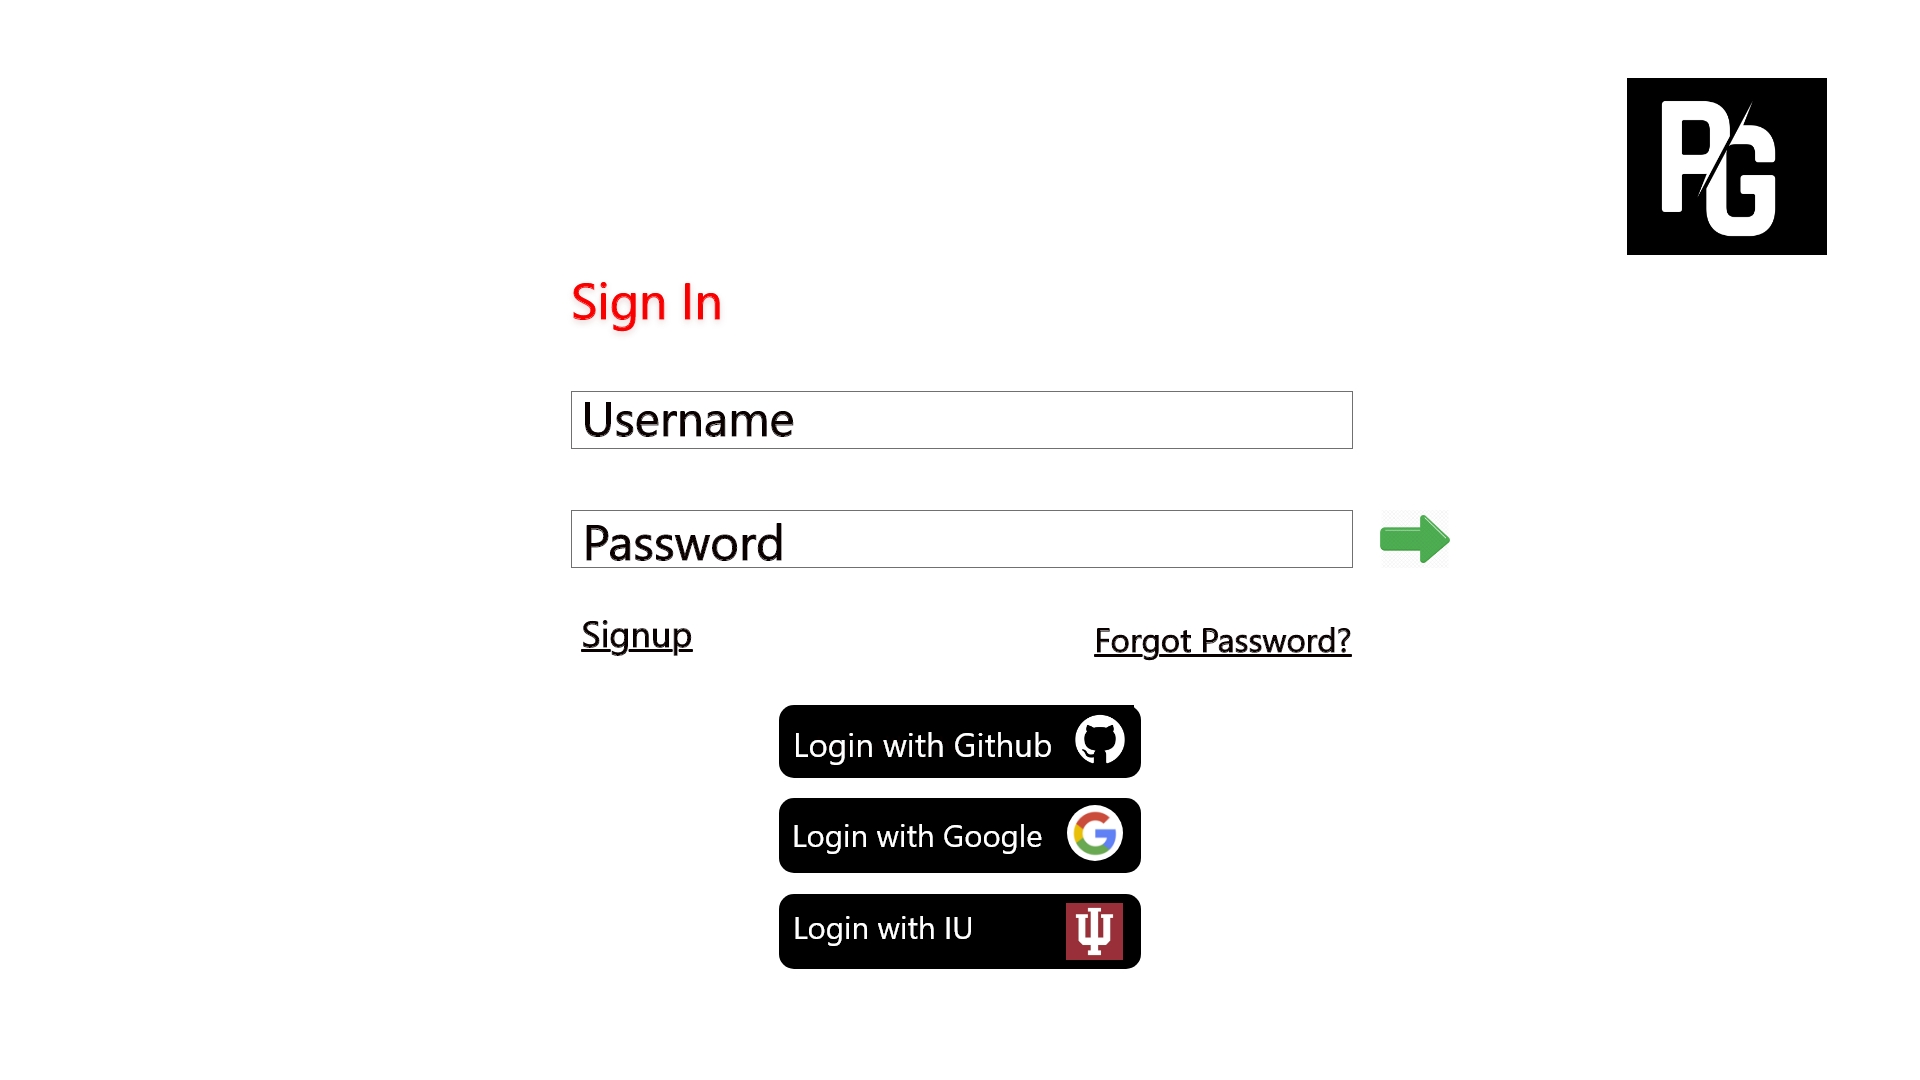 PG
Sign In
Username
Password
Signup
Forgot Password?
Login with Github
Login with Google
Login with IU